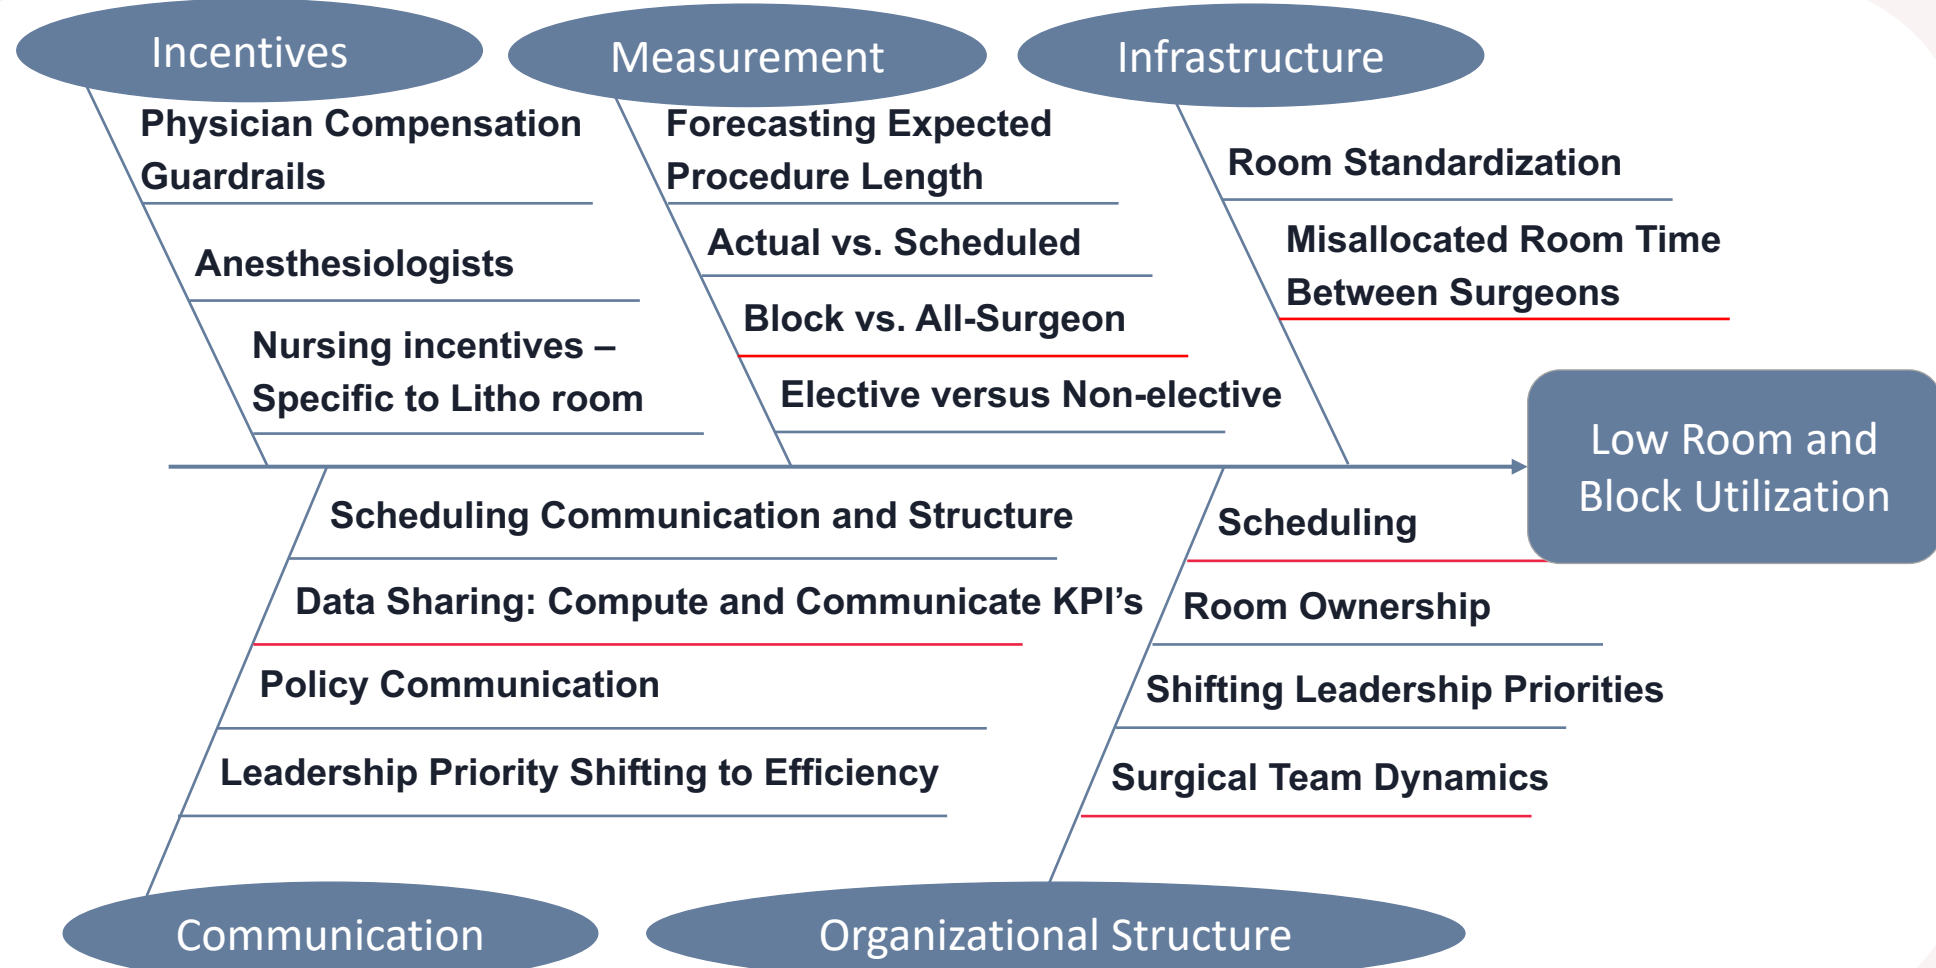 Incentives
Measurement
Infrastructure
Physician Compensation
Guardrails
Anesthesiologists
Nursing incentives –
Specific to Litho room
Forecasting Expected
Procedure Length
Actual vs. Scheduled
Block vs. All-Surgeon
Elective versus Non-elective
Room Standardization
Misallocated Room Time
Between Surgeons
Low Room and
Block Utilization
Scheduling Communication and Structure
Data Sharing: Compute and Communicate KPI’s
Policy Communication
Leadership Priority Shifting to Efficiency
Scheduling
Room Ownership
Shifting Leadership Priorities
Surgical Team Dynamics
Communication
Organizational Structure